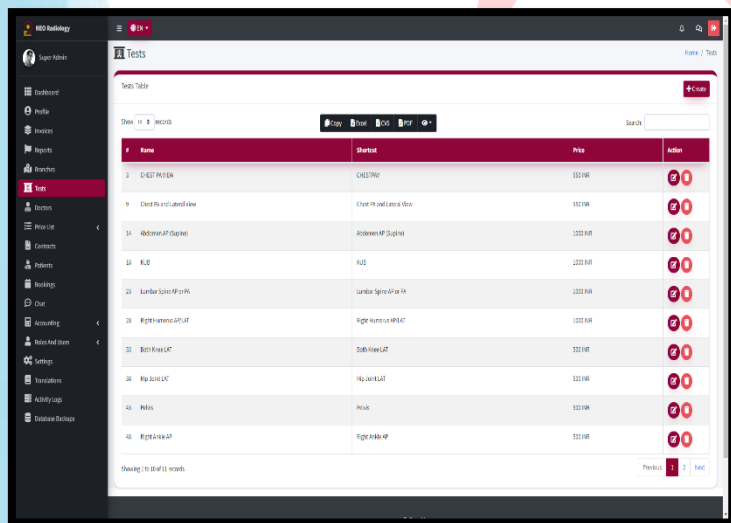 NEO Radiology
EN
Super Admin
Tests
Home / Tests
Dashboard
Profile
Invoices
Reports
Branches
Tests
Doctors
Price List
Contracts
Patients
Bookings
Chat
Accounting
Roles And Users
Settings
Translations
Activity Logs
Database Backups
Tests Table
Create
Show 10 records
Copy Excel CVS PDF
Search:
# Name Shortcut Price Action
3 CHEST PA VIEW CHESTPAV 350 INR
9 Chest PA and Lateral View Chest PA and Lateral View
14 Abdomen AP (Supine) Abdomen AP (Supine) 1000 INR
KUB KUB 1000 INR
Lumbar Spine AP or PA Lumbar Spine AP or PA 1000 INR
Right Humerus AP/LAT Right Humerus AP/LAT 1000 INR
Both Knee LAT Both Knee LAT 500 INR
Hip Joint LAT Hip Joint LAT 500 INR
Pelvis Pelvis 500 INR
Right Ankle AP Right Ankle AP 500 INR
Showing 1 to 10 of 11 records
Previous 1 2 Next